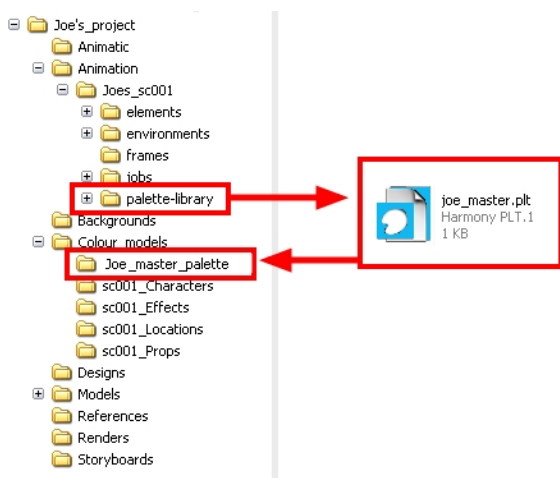 Joe's_project
Animatic
Animation
Joes_sc001
elements
environments
frames
jobs
palette-library
Backgrounds
Colour_models
Joe_master_palette
sc001_Characters
sc001_Effects
sc001_Locations
sc001_Props
Designs
Models
References
Renders
Storyboards
joe_master.plt
Harmony PLT.1
1 KB